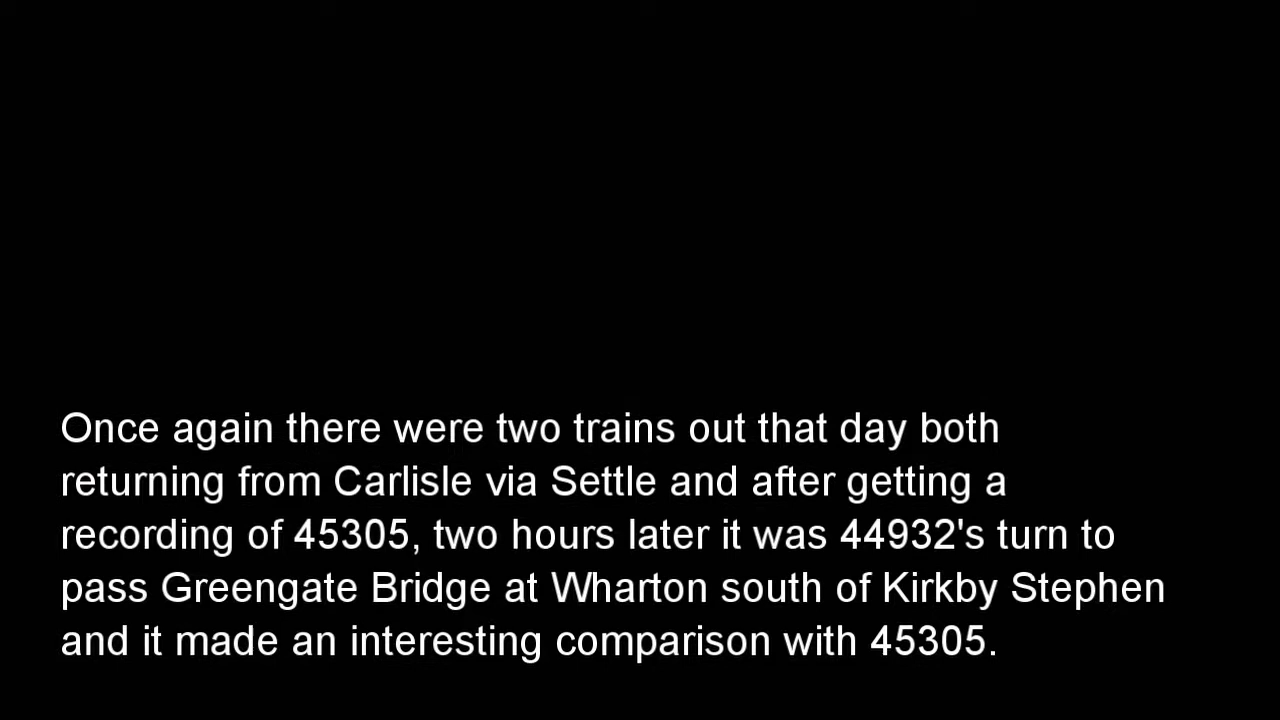 Once again there were two trains out that day both
returning from Carlisle via Settle and after getting a
recording of 45305, two hours later it was 44932's turn to
pass Greengate Bridge at Wharton south of Kirkby Stephen
and it made an interesting comparison with 45305.